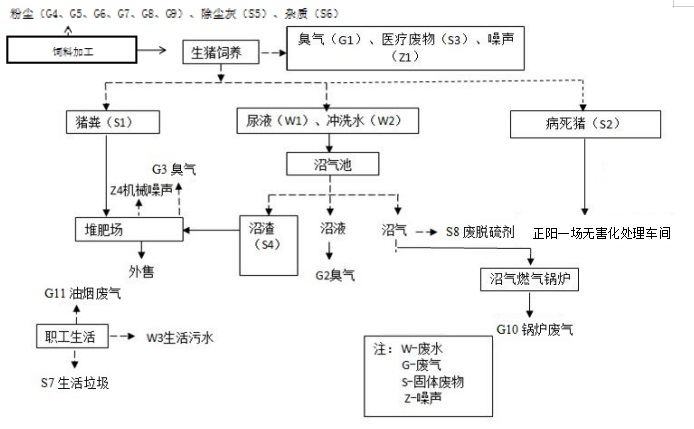 粉尘（G4、G5、G6、G7、G8、G9）、除尘灰（S5）、杂质（S6）
饲料加工
生猪饲养
臭气（G1）、医疗废物（S3）、噪声
（Z1）
猪粪（S1）
尿液（W1）、冲洗水（W2）
病死猪（S2）
沼气池
G3 臭气
Z4机械噪声
堆肥场
沼渣
（S4）
沼液
沼气
S8 废脱硫剂
正阳一场无害化处理车间
外售
G2臭气
沼气燃气锅炉
G11 油烟废气
G10 锅炉废气
职工生活
W3生活污水
S7 生活垃圾
注：W-废水
G-废气
S-固体废物
Z-噪声